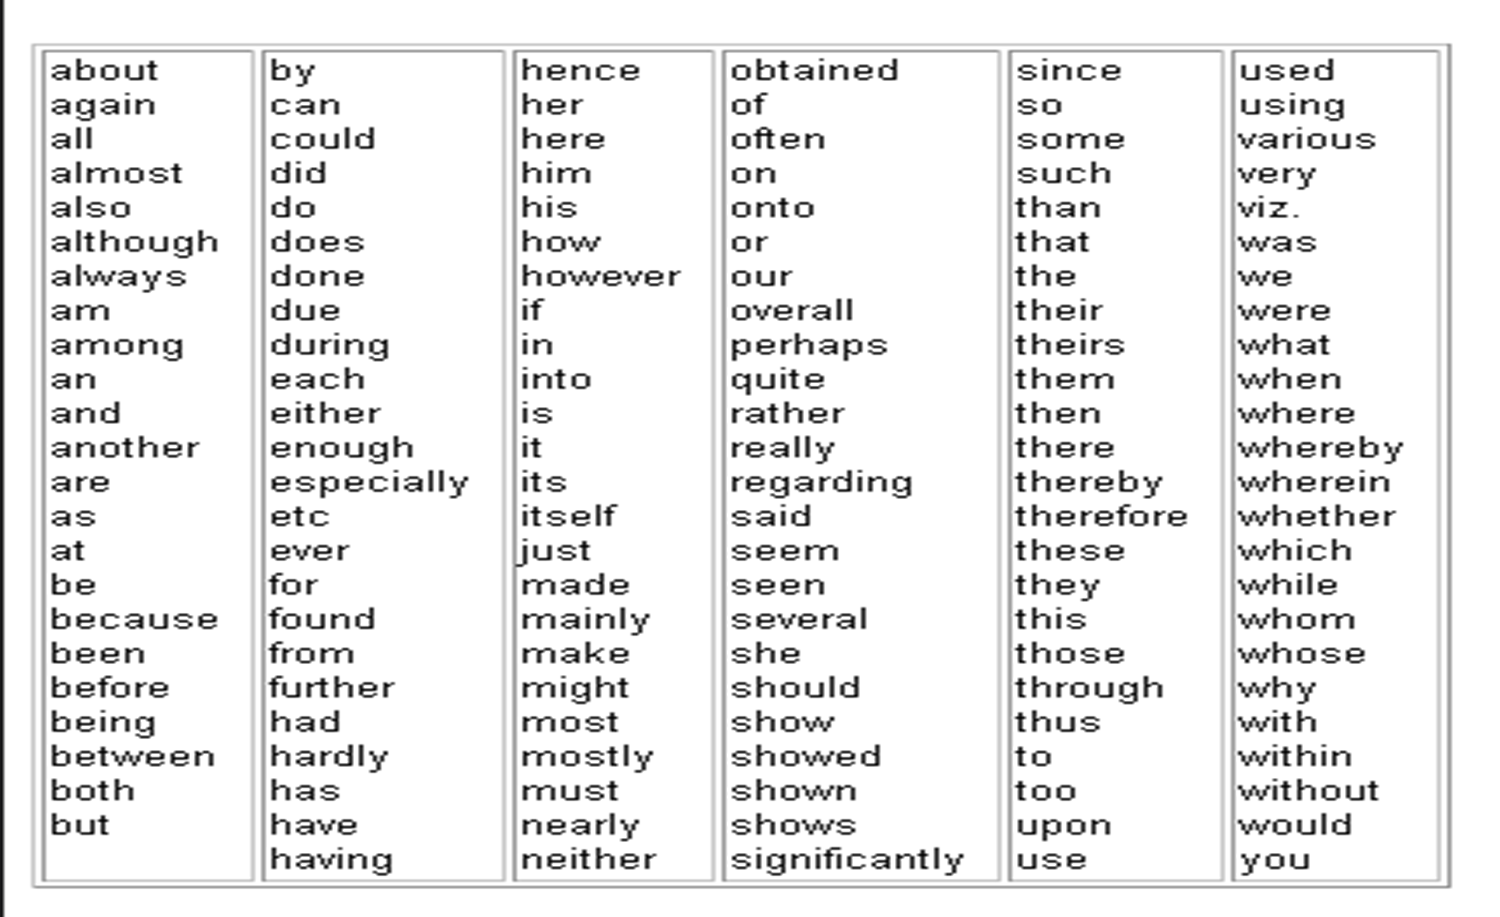 about
again
all
almost
also
although
always
am
among
an
and
another
are
as
at
be
because
been
before
being
between
both
but
by
can
could
did
do
does
done
due
during
each
either
enough
especially
etc
ever
for
found
from
further
had
hardly
has
have
having
hence
her
here
him
his
how
however
if
in
into
is
it
its
itself
just
made
mainly
make
might
most
mostly
must
nearly
neither
obtained
of
often
on
onto
or
our
overall
perhaps
quite
rather
really
regarding
said
seem
seen
several
she
should
show
showed
shown
shows
significantly
since
so
some
such
than
that
the
their
theirs
them
then
there
thereby
therefore
these
they
this
those
through
thus
to
too
upon
use
used
using
various
very
viz.
was
we
were
what
when
where
whereby
wherein
whether
which
while
whom
whose
why
with
within
without
would
you